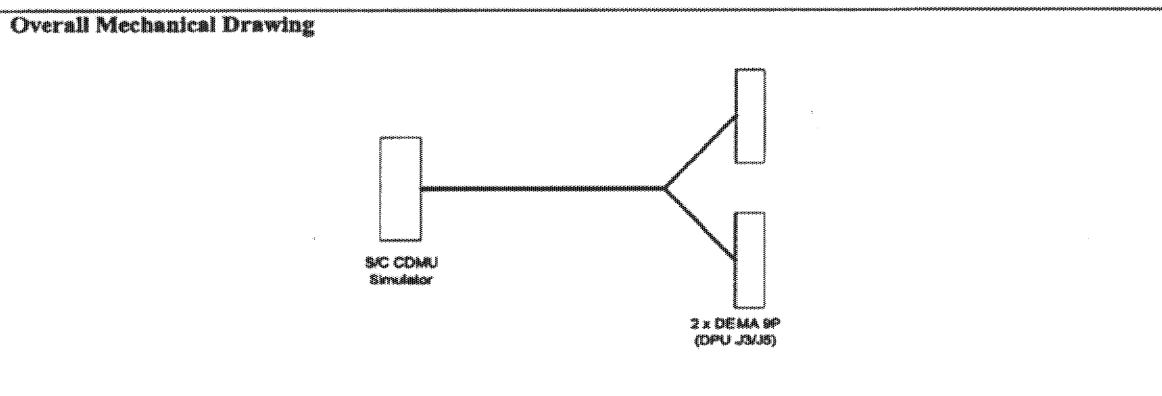 Overall Mechanical Drawing
S/C CDMU
Simulator
2 x DEMA 9P
(DPU J3/J5)